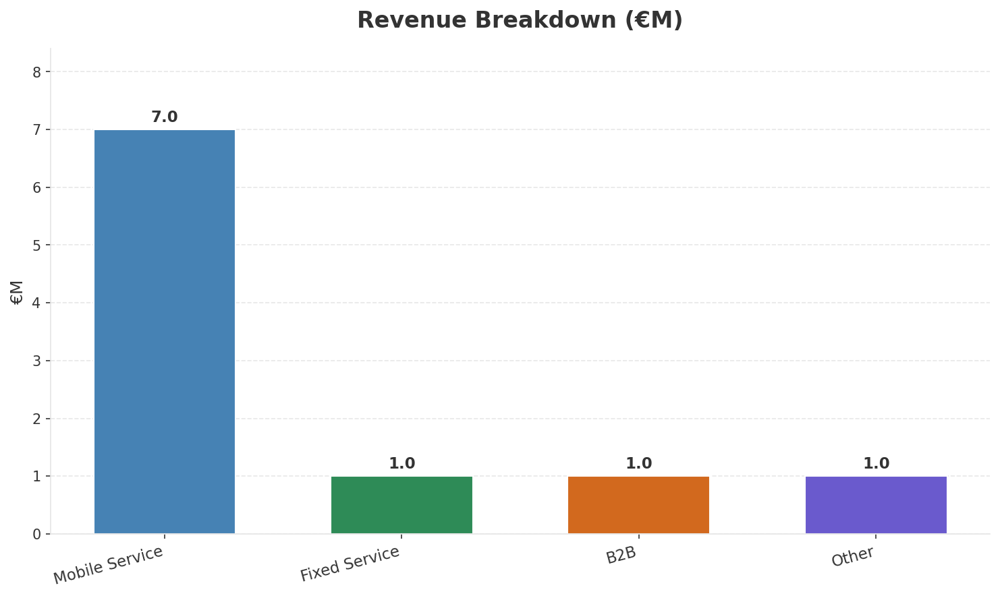 Revenue Breakdown (€M)
€M
8
7
6
5
4
3
2
1
0
7.0
1.0
1.0
1.0
Mobile Service
Fixed Service
B2B
Other